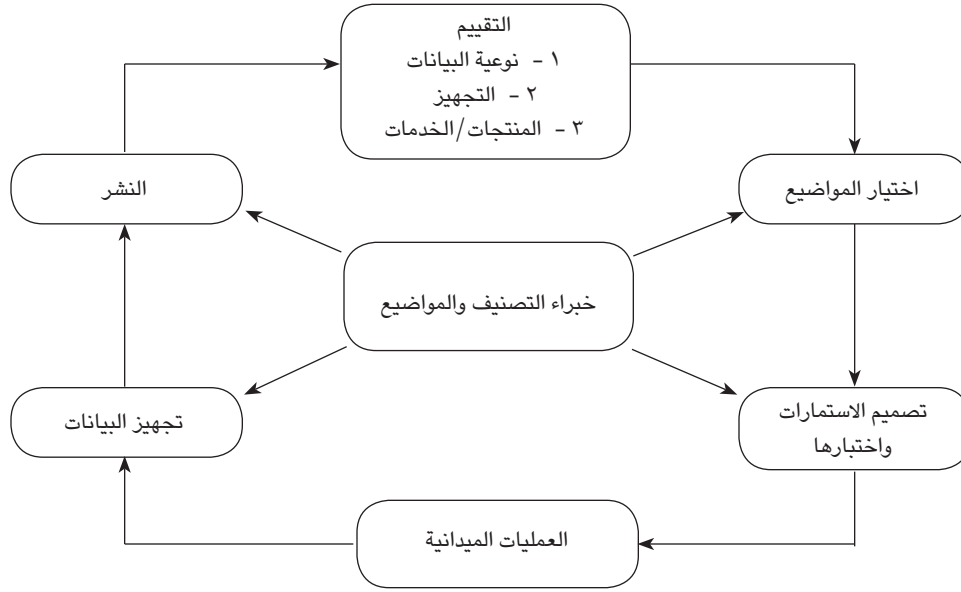 التقييم
١ - نوعية البيانات
٢ - التجهيز
٣ - المنتجات/الخدمات
النشر
اختيار المواضيع
خبراء التصنيف والمواضيع
تجهيز البيانات
تصميم الاستمارات
واختبارها
العمليات الميدانية